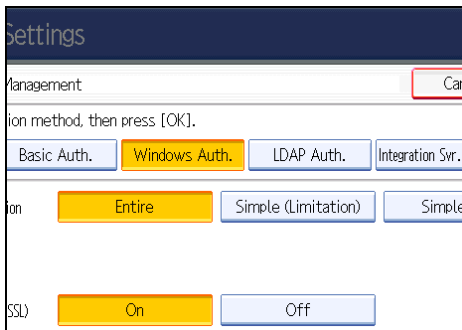 Settings
Management Can
ion method, then press [OK].
Basic Auth. Windows Auth. LDAP Auth. Integration Svr.
ion Entire Simple (Limitation) Simple
SSL) On Off